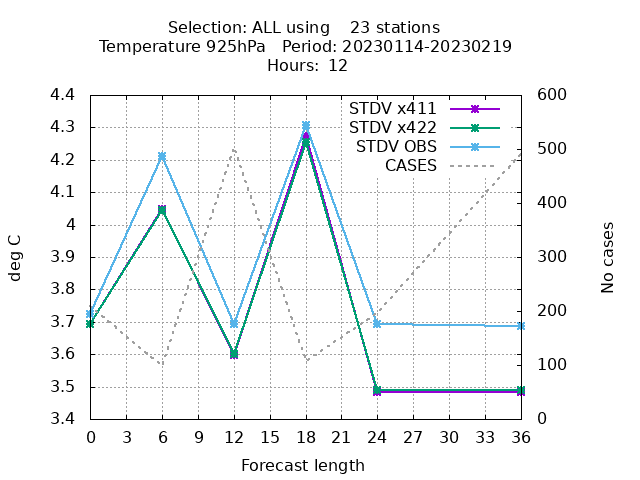 Selection: ALL using    23 stations
Temperature 925hPa   Period: 20230114-20230219
Hours:  12
4.4
4.3
4.2
4.1
4
3.9
3.8
3.7
3.6
3.5
3.4
deg C
STDV x411
STDV x422
STDV OBS
CASES
600
500
400
300
200
100
0
No cases
0 3 6 9 12 15 18 21 24 27 30 33 36
Forecast length